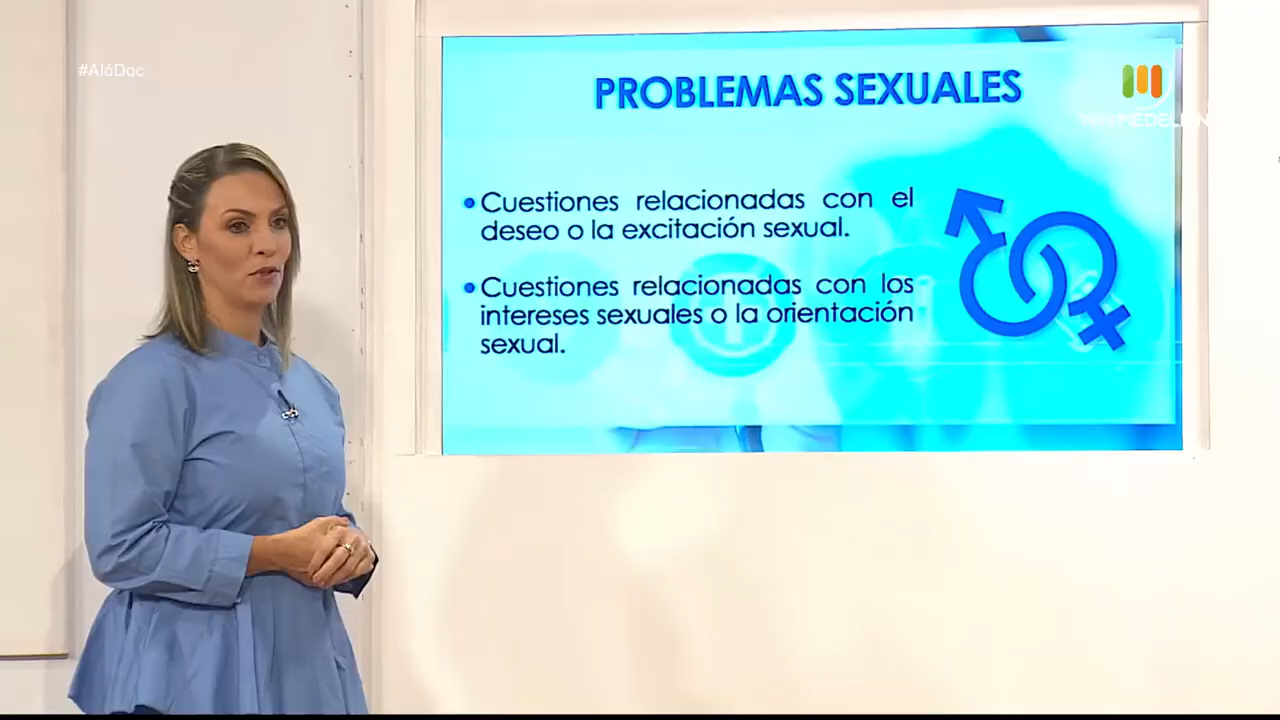 #AlóDoc
PROBLEMAS SEXUALES
TeleMEDELLÍN
• Cuestiones relacionadas con el
deseo o la excitación sexual.
• Cuestiones relacionadas con los
intereses sexuales o la orientación
sexual.